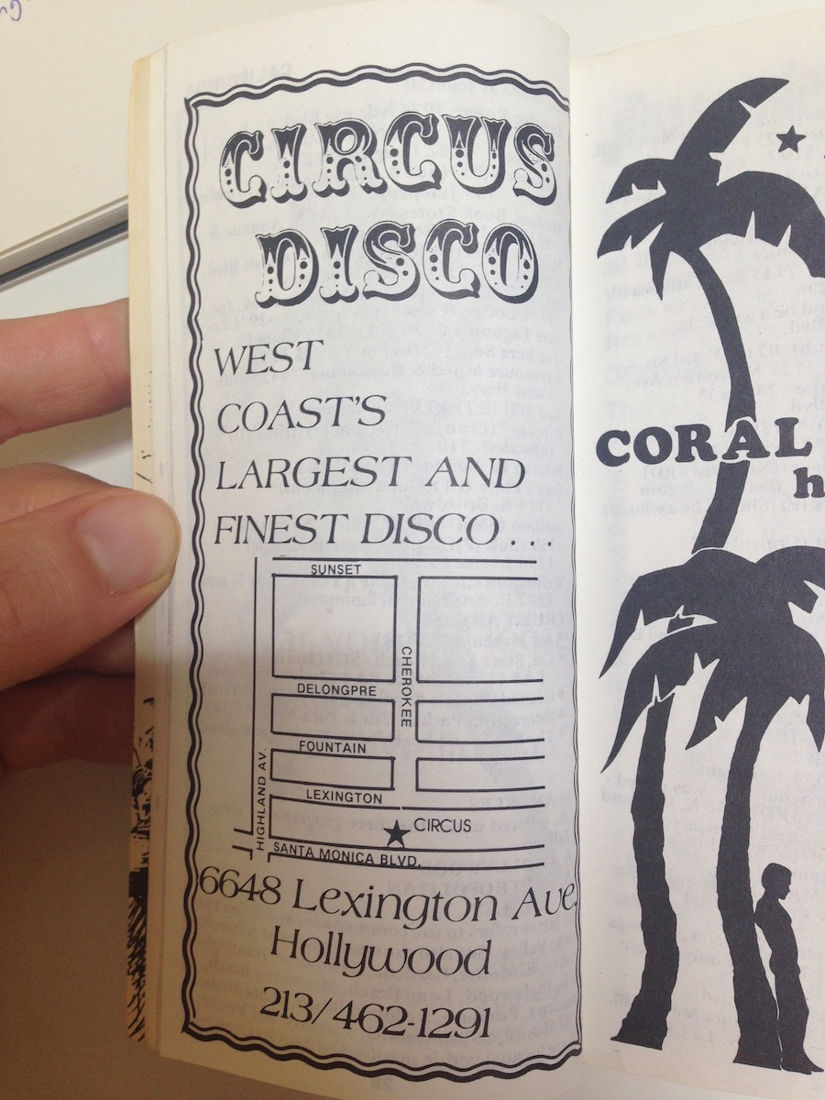 CIRCUS
DISCO
WEST
COAST'S
LARGEST AND
FINEST DISCO...
SUNSET
CHEROKEE
DELONGPRE
FOUNTAIN
HIGHLAND AV.
LEXINGTON
CIRCUS
SANTA MONICA BLVD.
6648 Lexington Ave.
Hollywood
213/462-1291
CORAL
h